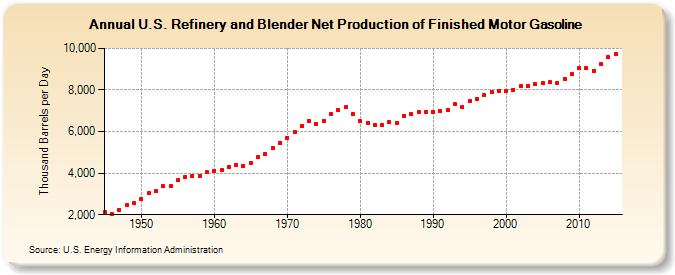 Annual U.S. Refinery and Blender Net Production of Finished Motor Gasoline
Thousand Barrels per Day
10,000
8,000
6,000
4,000
2,000
1950 1960 1970 1980 1990 2000 2010
Source: U.S. Energy Information Administration